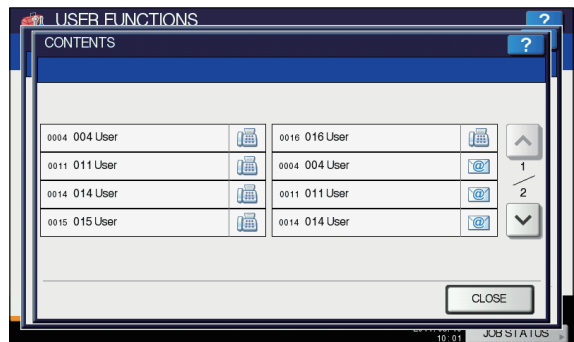 USER FUNCTIONS
?
CONTENTS
?
0004 004 User
0011 011 User
0014 014 User
0015 015 User
0016 016 User
0004 004 User
0011 011 User
0014 014 User
1
2
CLOSE
10:01
JOB STATUS